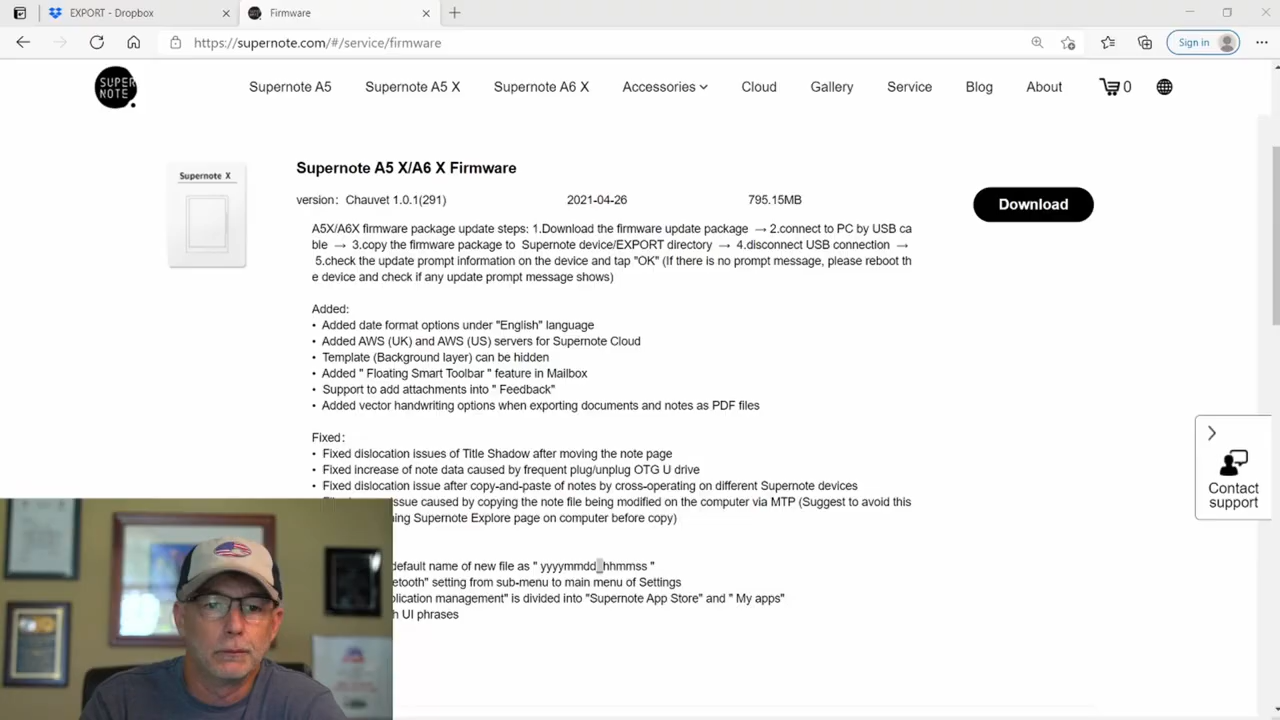 EXPORT - Dropbox
Firmware
https://supernote.com/#/service/firmware
Sign in
SUPER
NOTE
Supernote A5
Supernote A5 X
Supernote A6 X
Accessories
Cloud
Gallery
Service
Blog
About
0
Supernote X
Supernote A5 X/A6 X Firmware
version： Chauvet 1.0.1(291)
2021-04-26
795.15MB
Download
A5X/A6X firmware package update steps: 1.Download the firmware update package → 2.connect to PC by USB ca
ble → 3.copy the firmware package to Supernote device/EXPORT directory → 4.disconnect USB connection →
5.check the update prompt information on the device and tap "OK" (If there is no prompt message, please reboot th
e device and check if any update prompt message shows)
Added:
• Added date format options under "English" language
• Added AWS (UK) and AWS (US) servers for Supernote Cloud
• Template (Background layer) can be hidden
• Added " Floating Smart Toolbar " feature in Mailbox
• Support to add attachments into " Feedback"
• Added vector handwriting options when exporting documents and notes as PDF files
Fixed：
• Fixed dislocation issues of Title Shadow after moving the note page
• Fixed increase of note data caused by frequent plug/unplug OTG U drive
• Fixed dislocation issue after copy-and-paste of notes by cross-operating on different Supernote devices
issue caused by copying the note file being modified on the computer via MTP (Suggest to avoid this
ing Supernote Explore page on computer before copy)
default name of new file as " yyyymmdd_hhmmss "
etooth" setting from sub-menu to main menu of Settings
plication management" is divided into "Supernote App Store" and " My apps"
h UI phrases
Contact
support